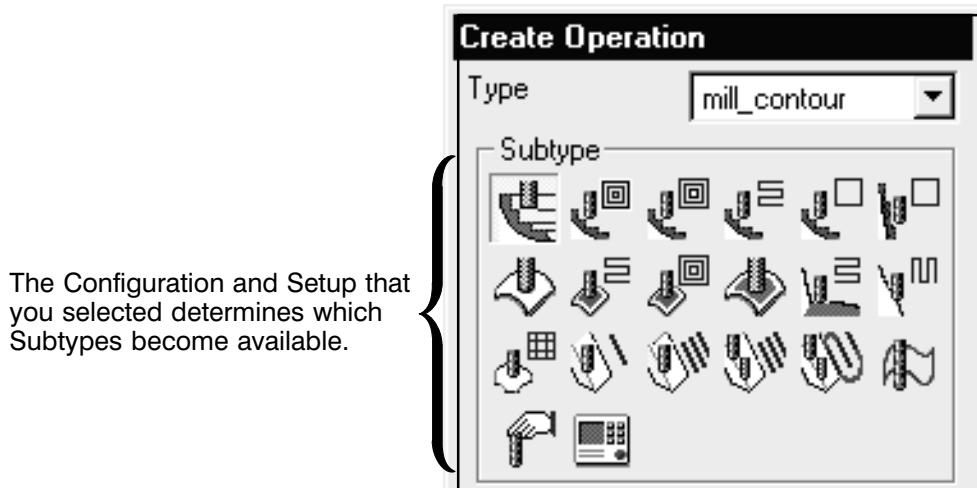 Create Operation
Type
mill_contour
Subtype
The Configuration and Setup that
you selected determines which
Subtypes become available.